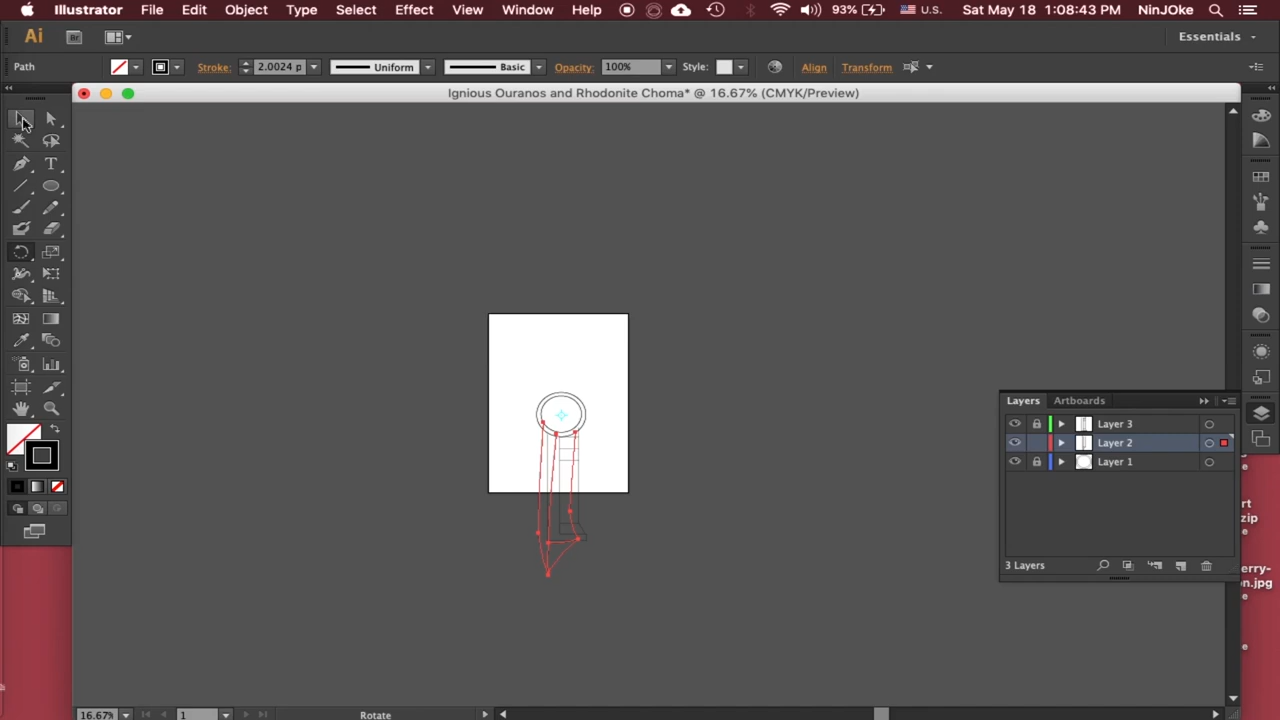 Illustrator File Edit Object Type Select Effect View Window Help 93% U.S. Sat May 18 1:08:43 PM NinJOke
Ai Br Essentials
Path Stroke: 2.0024 p Uniform Basic Opacity: 100% Style: Align Transform
Ignious Ouranos and Rhodonite Choma* @ 16.67% (CMYK/Preview)
T
Layers Artboards
Layer 3
Layer 2
Layer 1
rt
zip
e
3 Layers
erry-
on.jpg
e
e
16.67% 1 Rotate